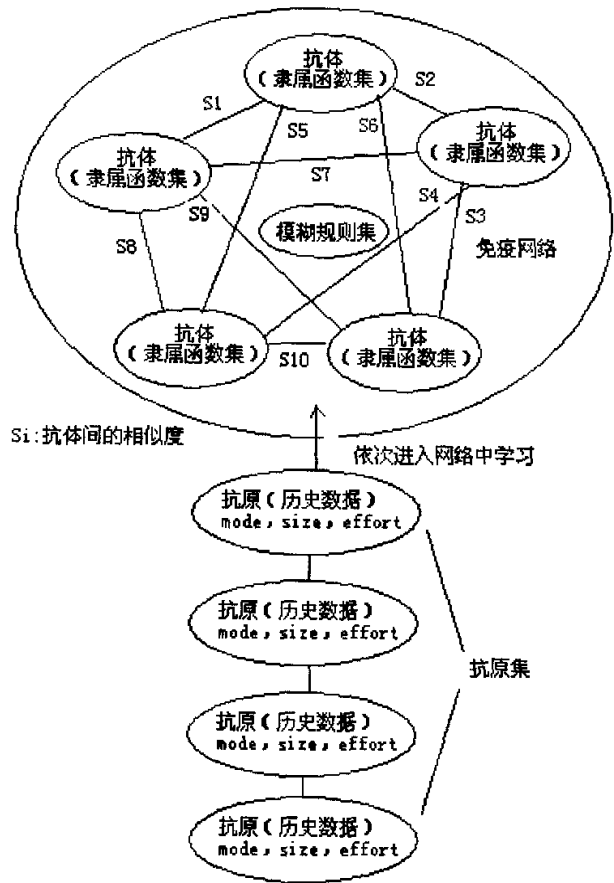 抗体
(隶属函数集)
S1
S2
抗体
(隶属函数集)
S5
S6
抗体
(隶属函数集)
S7
S9
S4
S3
模糊规则集
S8
免疫网络
抗体
(隶属函数集)
S10
抗体
(隶属函数集)
Si:抗体间的相似度
依次进入网络中学习
抗原(历史数据)
mode, size, effort
抗原(历史数据)
mode, size, effort
抗原集
抗原(历史数据)
mode, size, effort
抗原(历史数据)
mode, size, effort